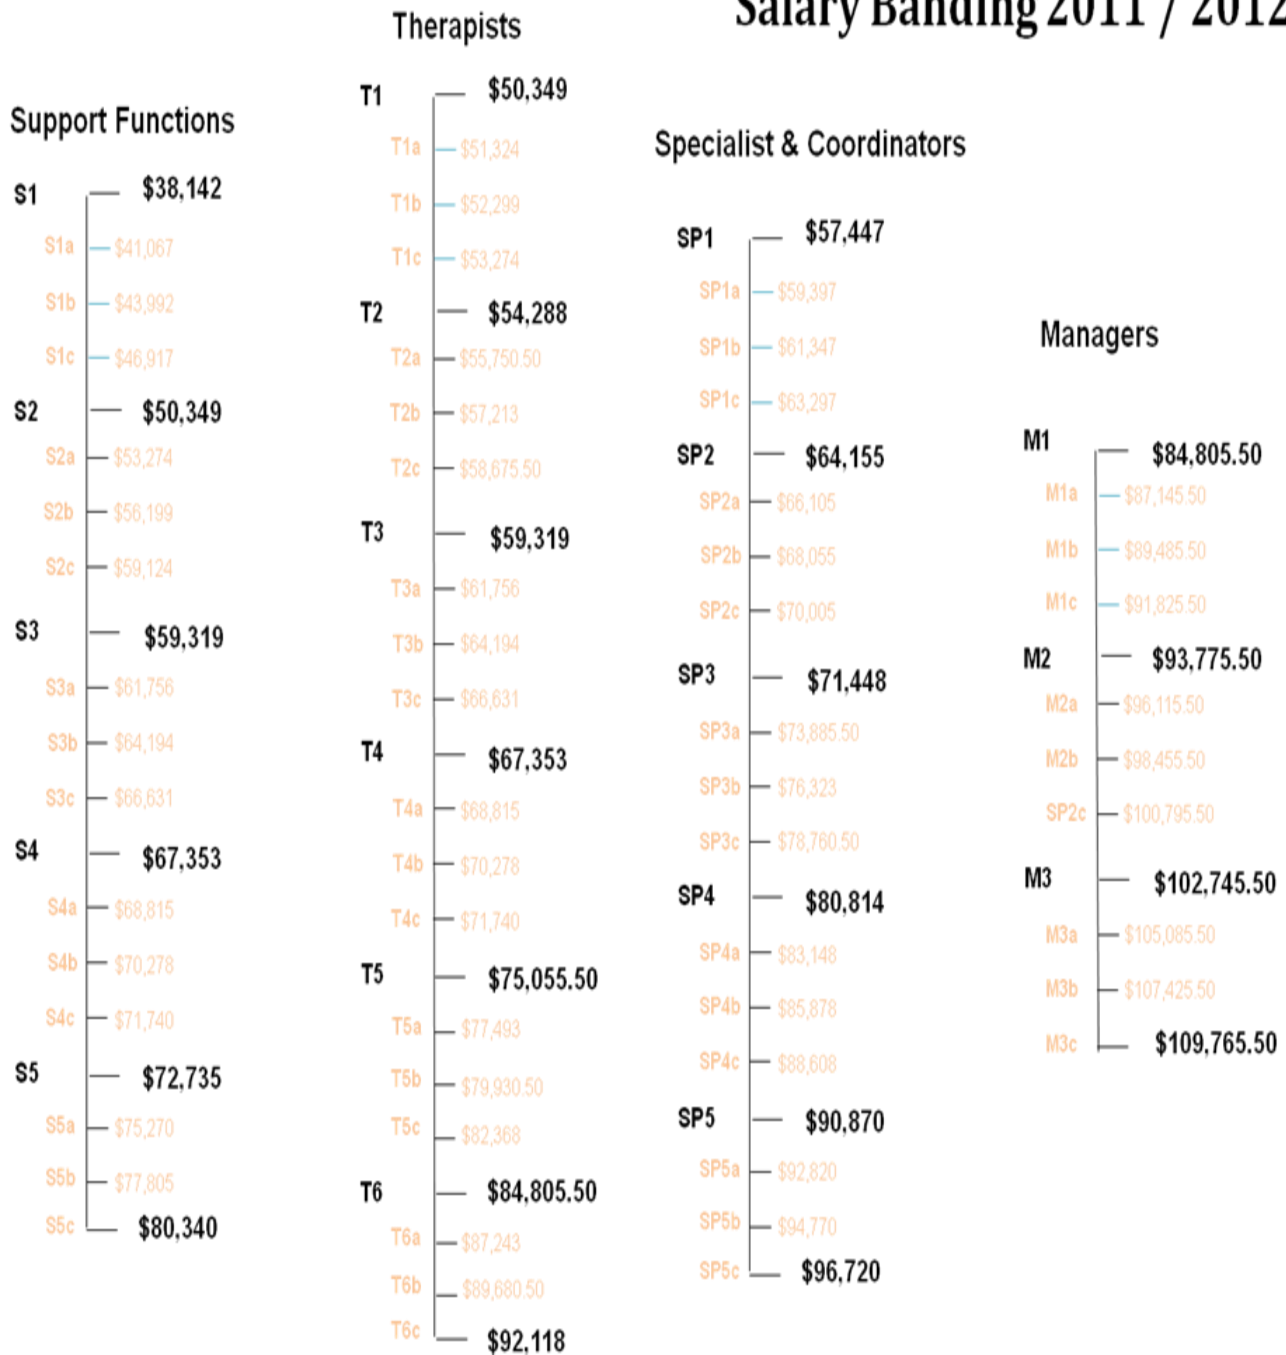 Salary Banding 2011 / 2012
Therapists
T1 $50,349
T1a $51,324
T1b $52,299
T1c $53,274
T2 $54,288
T2a $55,750.50
T2b $57,213
T2c $58,675.50
T3 $59,319
T3a $61,756
T3b $64,194
T3c $66,631
T4 $67,353
T4a $68,815
T4b $70,278
T4c $71,740
T5 $75,055.50
T5a $77,493
T5b $79,930.50
T5c $82,368
T6 $84,805.50
T6a $87,243
T6b $89,680.50
T6c $92,118
Support Functions
S1 $38,142
S1a $41,067
S1b $43,992
S1c $46,917
S2 $50,349
S2a $53,274
S2b $56,199
S2c $59,124
S3 $59,319
S3a $61,756
S3b $64,194
S3c $66,631
S4 $67,353
S4a $68,815
S4b $70,278
S4c $71,740
S5 $72,735
S5a $75,270
S5b $77,805
S5c $80,340
Specialist & Coordinators
SP1 $57,447
SP1a $59,397
SP1b $61,347
SP1c $63,297
SP2 $64,155
SP2a $66,105
SP2b $68,055
SP2c $70,005
SP3 $71,448
SP3a $73,885.50
SP3b $76,323
SP3c $78,760.50
SP4 $80,814
SP4a $83,148
SP4b $85,878
SP4c $88,608
SP5 $90,870
SP5a $92,820
SP5b $94,770
SP5c $96,720
Managers
M1 $84,805.50
M1a $87,145.50
M1b $89,485.50
M1c $91,825.50
M2 $93,775.50
M2a $96,115.50
M2b $98,455.50
SP2c $100,795.50
M3 $102,745.50
M3a $105,085.50
M3b $107,425.50
M3c $109,765.50